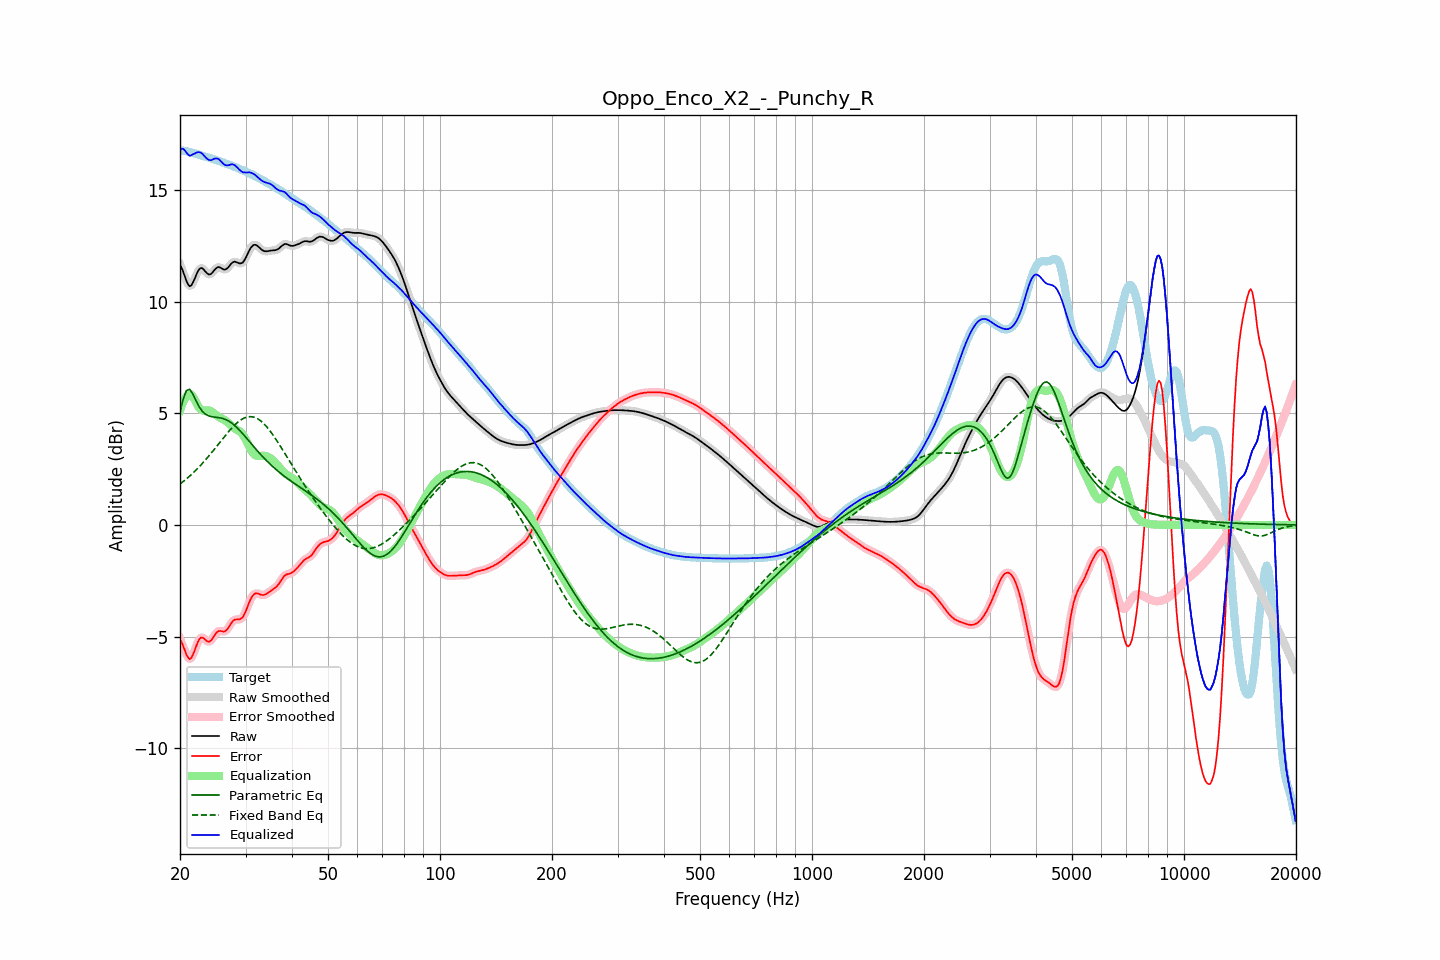 Oppo_Enco_X2_-_Punchy_R
Amplitude (dBr)
15
10
5
0
−5
−10
Target
Raw Smoothed
Error Smoothed
Raw
Error
Equalization
Parametric Eq
Fixed Band Eq
Equalized
20 50 100 200 500 1000 2000 5000 10000 20000
Frequency (Hz)